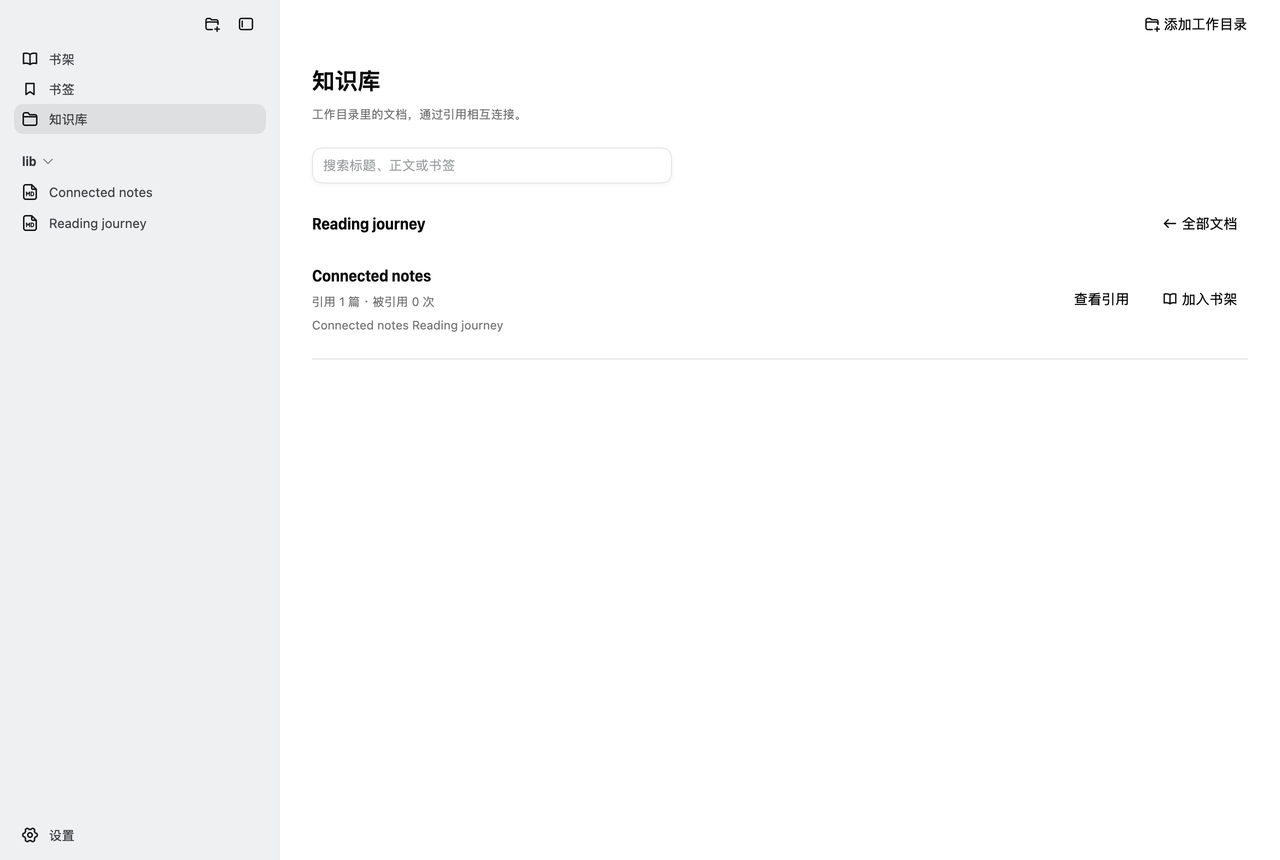 书架
书签
知识库
lib
Connected notes
Reading journey
设置
添加工作目录
知识库
工作目录里的文档，通过引用相互连接。
搜索标题、正文或书签
Reading journey
全部文档
Connected notes
引用 1 篇 · 被引用 0 次
Connected notes Reading journey
查看引用
加入书架